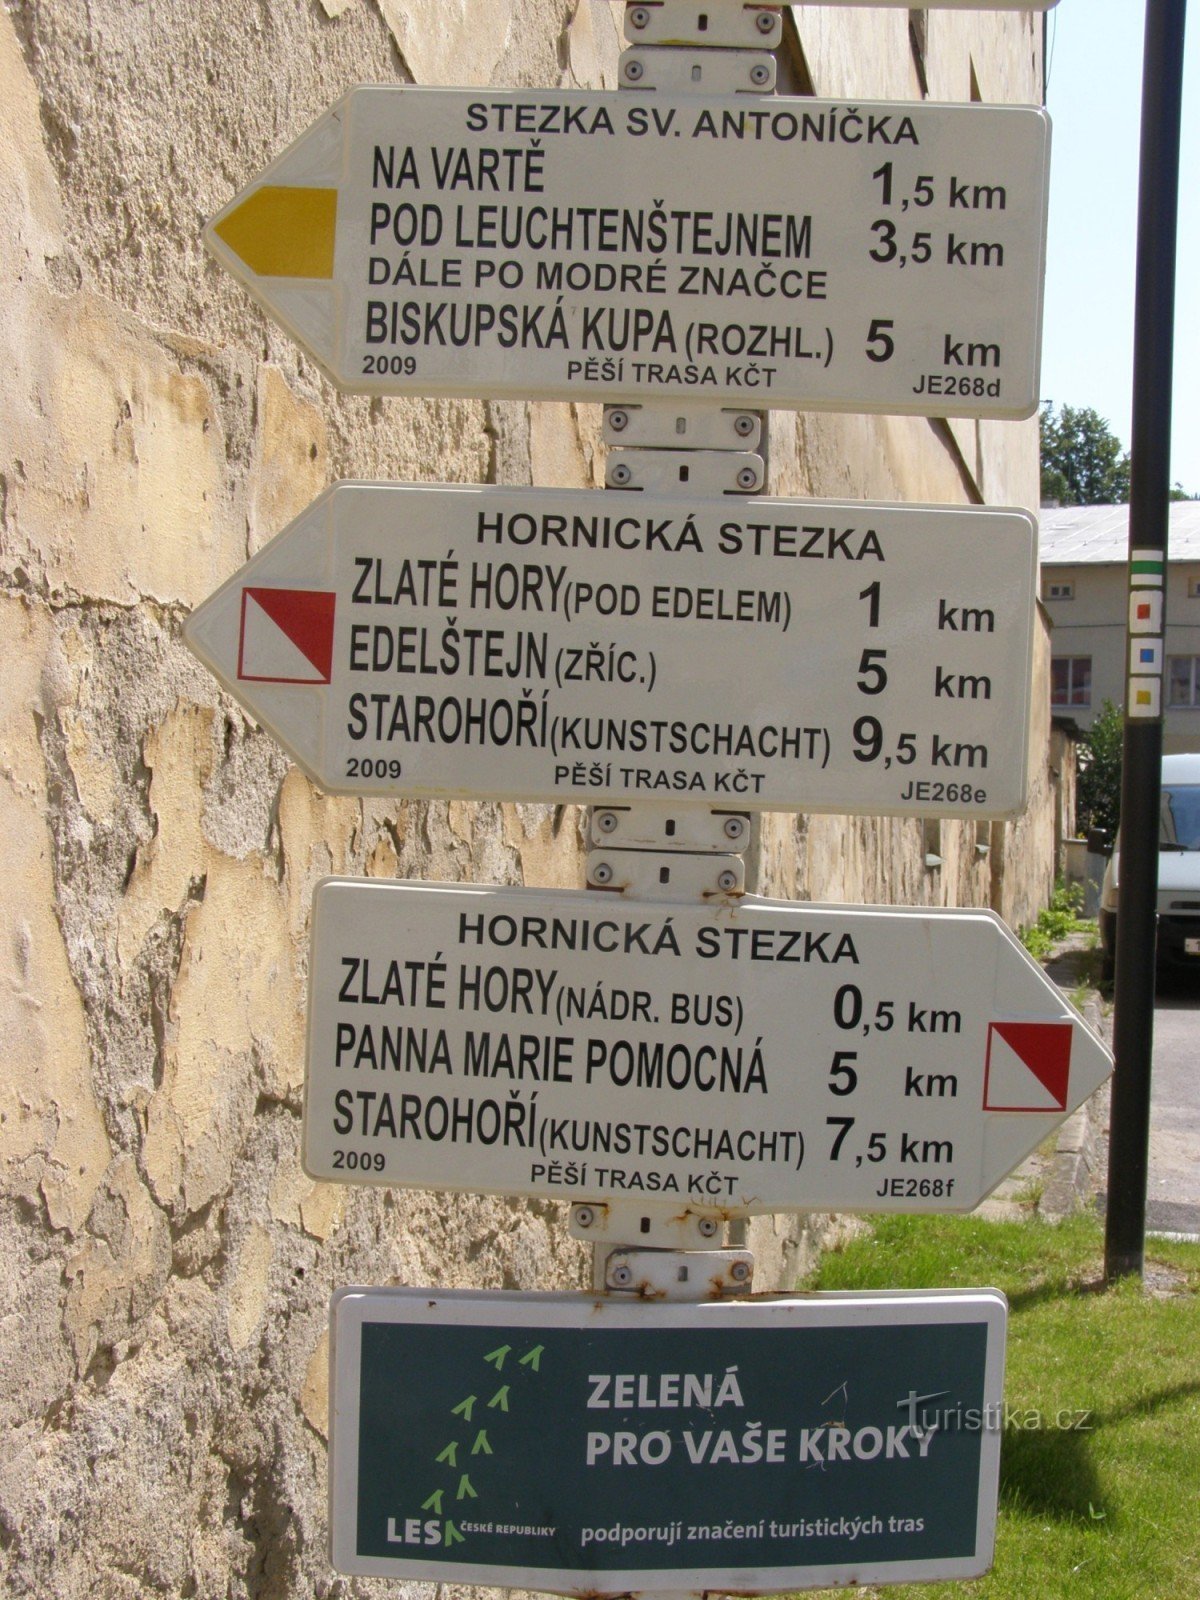 STEZKA SV. ANTONÍČKA
NA VARTĚ 1,5 km
POD LEUCHTENŠTEJNEM 3,5 km
DÁLE PO MODRÉ ZNAČCE
BISKUPSKÁ KUPA (ROZHL.) 5 km
2009 PĚŠÍ TRASA KČT JE268d
HORNICKÁ STEZKA
ZLATÉ HORY (POD EDELEM) 1 km
EDELŠTEJN (ZŘÍC.) 5 km
STAROHOŘÍ (KUNSTSCHACHT) 9,5 km
2009 PĚŠÍ TRASA KČT JE268e
HORNICKÁ STEZKA
ZLATÉ HORY (NÁDR. BUS) 0,5 km
PANNA MARIE POMOCNÁ 5 km
STAROHOŘÍ (KUNSTSCHACHT) 7,5 km
2009 PĚŠÍ TRASA KČT JE268f
ZELENÁ
PRO VAŠE KROKY
Turistika.cz
LESY ČESKÉ REPUBLIKY podporují značení turistických tras